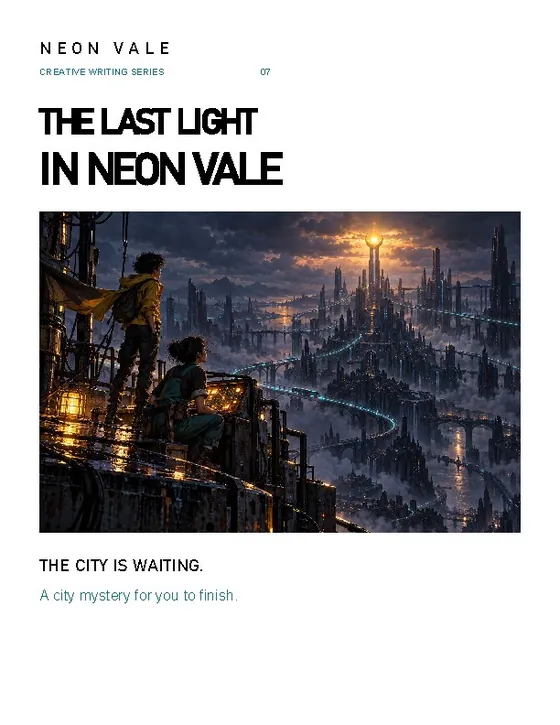 NEON VALE
CREATIVE WRITING SERIES 07
THE LAST LIGHT
IN NEON VALE
THE CITY IS WAITING.
A city mystery for you to finish.